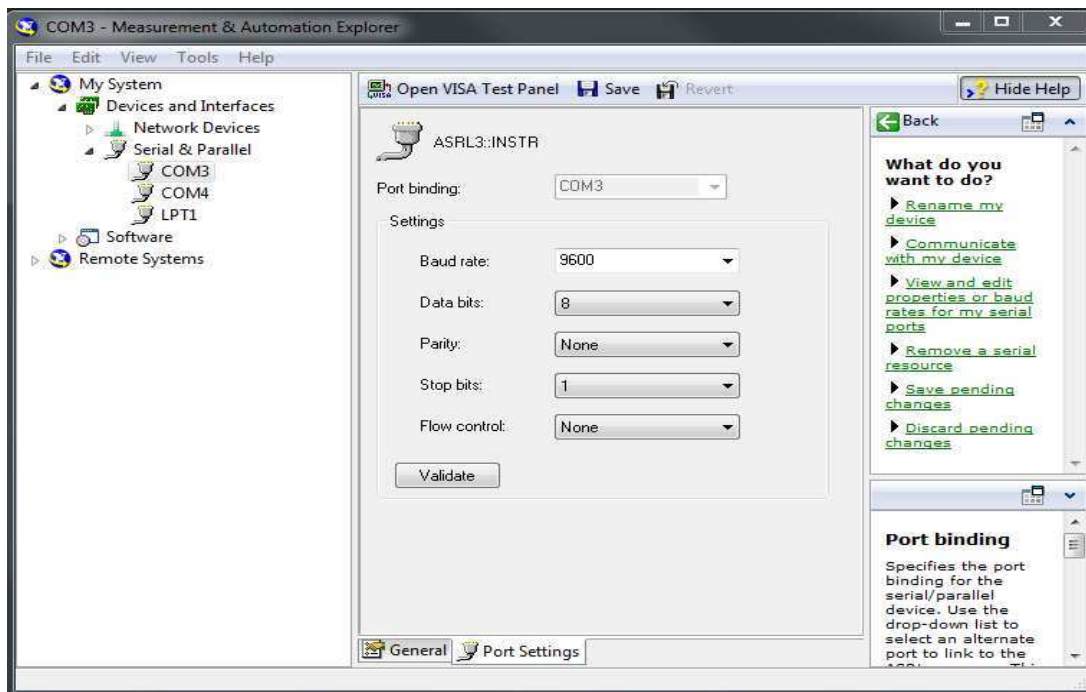 COM3 - Measurement & Automation Explorer
File Edit View Tools Help
My System
Devices and Interfaces
Network Devices
Serial & Parallel
COM3
COM4
LPT1
Software
Remote Systems
Open VISA Test Panel Save Revert
Hide Help
ASRL3::INSTR
Port binding: COM3
Settings
Baud rate: 9600
Data bits: 8
Parity: None
Stop bits: 1
Flow control: None
Validate
General Port Settings
Back
What do you
want to do?
Rename my
device
Communicate
with my device
View and edit
properties or baud
rates for my serial
ports
Remove a serial
resource
Save pending
changes
Discard pending
changes
Port binding
Specifies the port
binding for the
serial/parallel
device. Use the
drop-down list to
select an alternate
port to link to the